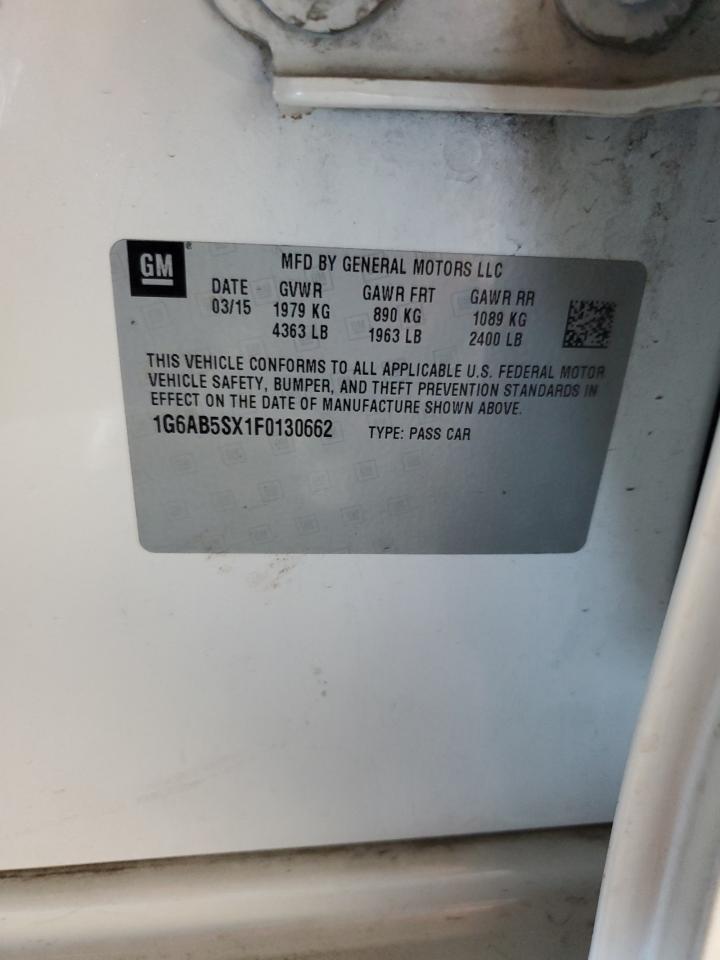 GM
MFD BY GENERAL MOTORS LLC
DATE GVWR GAWR FRT GAWR RR
03/15 1979 KG 890 KG 1089 KG
4363 LB 1963 LB 2400 LB
THIS VEHICLE CONFORMS TO ALL APPLICABLE U.S. FEDERAL MOTOR
VEHICLE SAFETY, BUMPER, AND THEFT PREVENTION STANDARDS IN
EFFECT ON THE DATE OF MANUFACTURE SHOWN ABOVE.
1G6AB5SX1F0130662 TYPE: PASS CAR